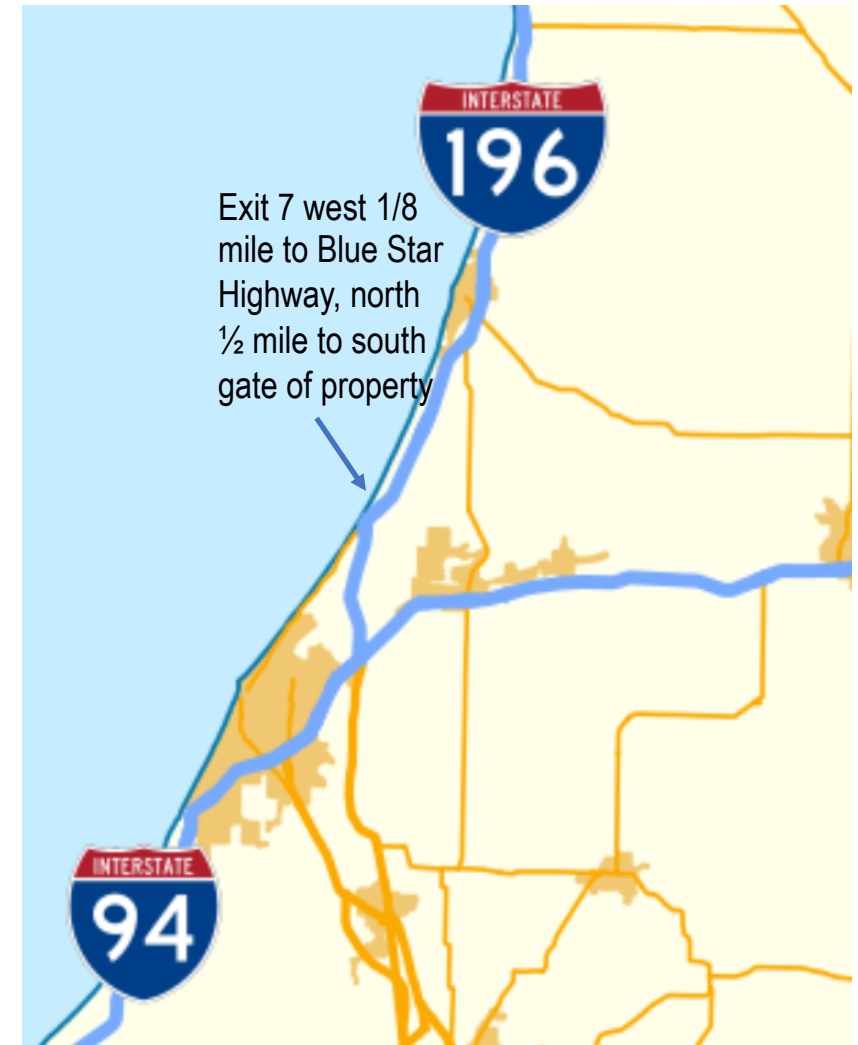 INTERSTATE
196
Exit 7 west 1/8
mile to Blue Star
Highway, north
½ mile to south
gate of property
INTERSTATE
94